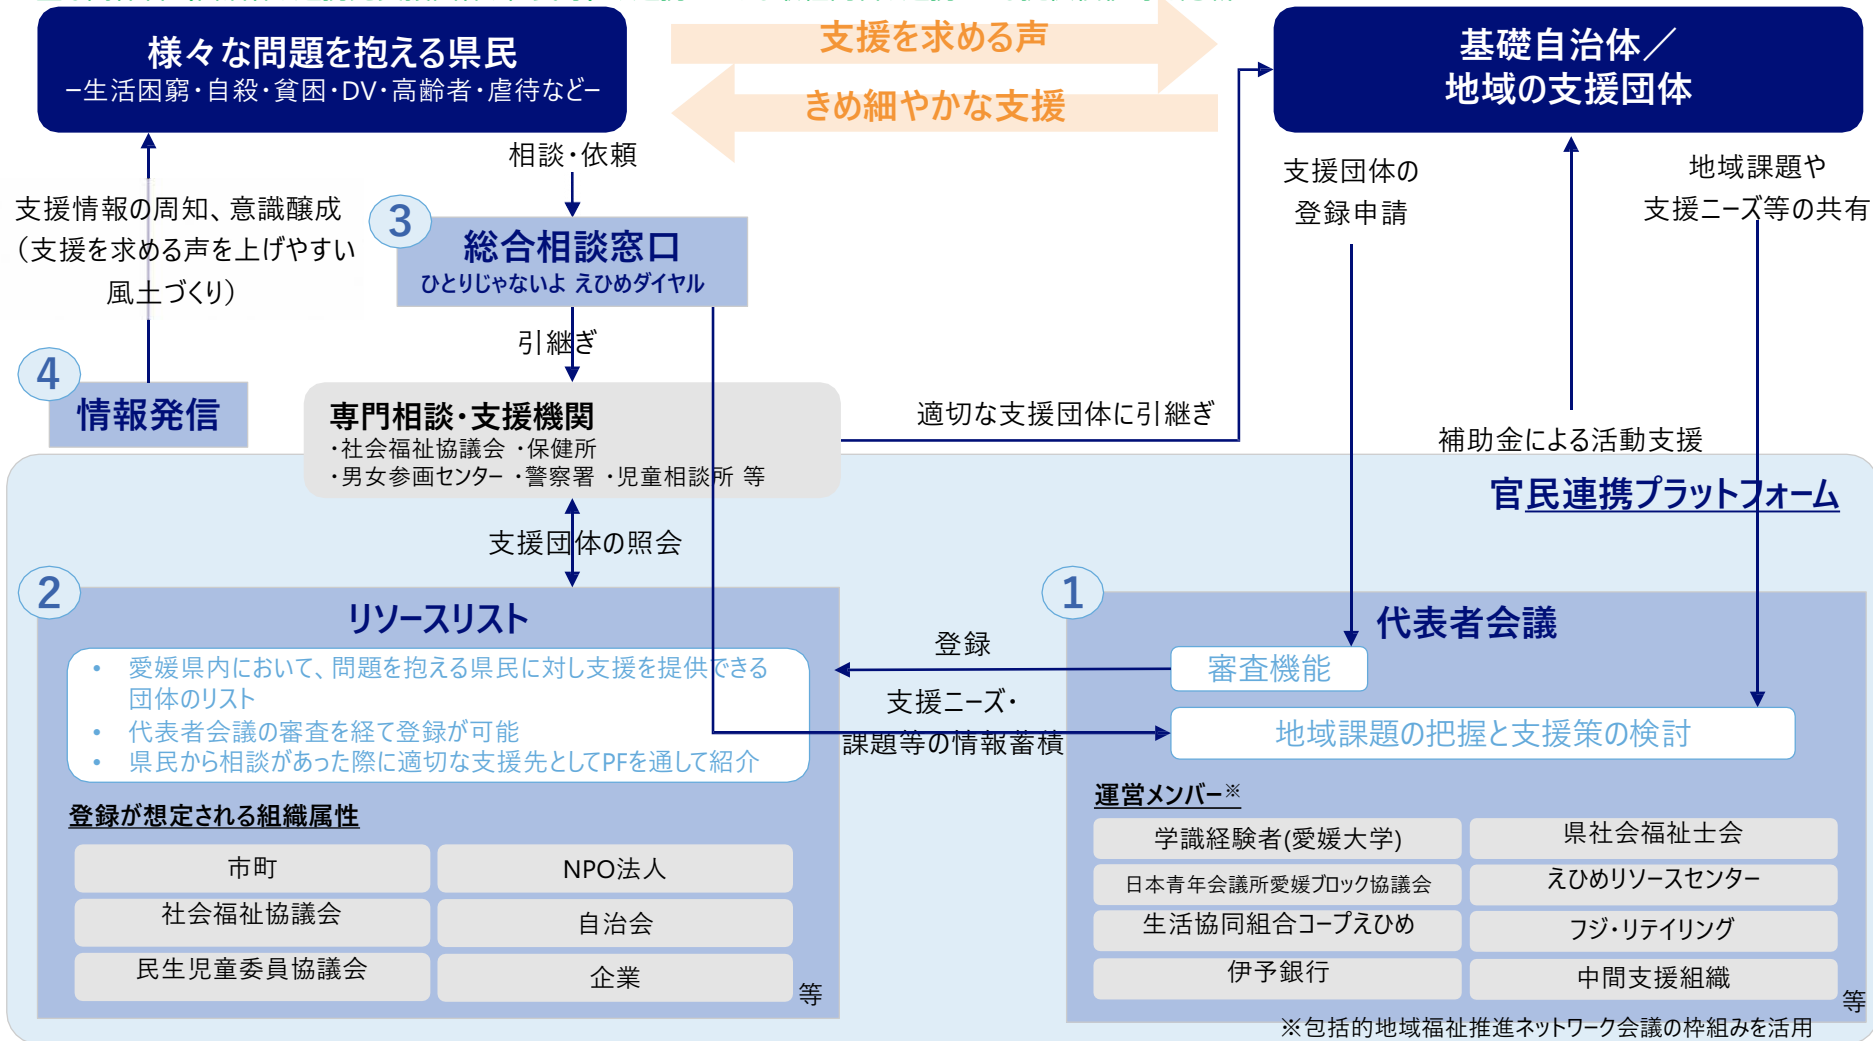 様々な問題を抱える県民
−生活困窮・自殺・貧困・DV・高齢者・虐待など−
支援を求める声
きめ細やかな支援
基礎自治体／
地域の支援団体
相談・依頼
支援情報の周知、意識醸成
（支援を求める声を上げやすい
風土づくり）
3
総合相談窓口
ひとりじゃないよ えひめダイヤル
支援団体の
登録申請
地域課題や
支援ニーズ等の共有
引継ぎ
4
情報発信
専門相談・支援機関
・社会福祉協議会 ・保健所
・男女参画センター ・警察署 ・児童相談所 等
適切な支援団体に引継ぎ
補助金による活動支援
官民連携プラットフォーム
支援団体の照会
2
リソースリスト
• 愛媛県内において、問題を抱える県民に対し支援を提供できる
団体のリスト
• 代表者会議の審査を経て登録が可能
• 県民から相談があった際に適切な支援先としてPFを通して紹介
登録が想定される組織属性
市町
NPO法人
社会福祉協議会
自治会
民生児童委員協議会
企業
等
登録
支援ニーズ・
課題等の情報蓄積
1
代表者会議
審査機能
地域課題の把握と支援策の検討
運営メンバー※
学識経験者(愛媛大学)
県社会福祉士会
日本青年会議所愛媛ブロック協議会
えひめリソースセンター
生活協同組合コープえひめ
フジ・リテイリング
伊予銀行
中間支援組織
等
※包括的地域福祉推進ネットワーク会議の枠組みを活用